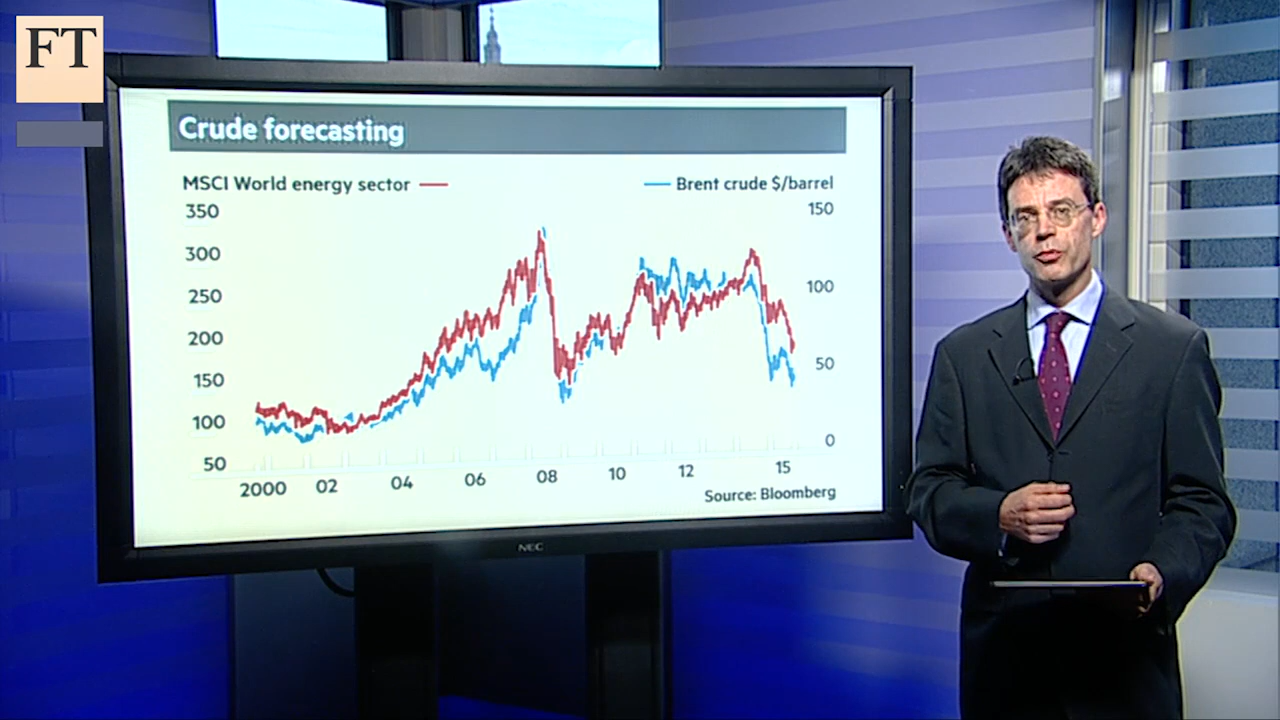 FT
Crude forecasting
MSCI World energy sector
Brent crude $/barrel
350
300
250
200
150
100
50
150
100
50
0
2000 02 04 06 08 10 12 15
Source: Bloomberg
NEC